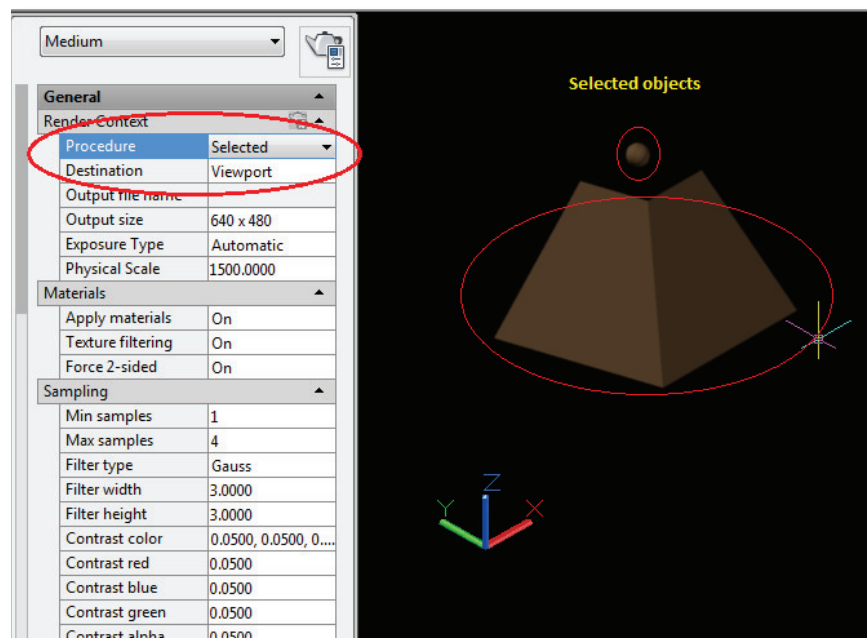 Medium
Selected objects
General
Render Context
Procedure Selected
Destination Viewport
Output file name
Output size 640 x 480
Exposure Type Automatic
Physical Scale 1500.0000
Materials
Apply materials On
Texture filtering On
Force 2-sided On
Sampling
Min samples 1
Max samples 4
Filter type Gauss
Filter width 3.0000
Filter height 3.0000
Contrast color 0.0500, 0.0500, 0....
Contrast red 0.0500
Contrast blue 0.0500
Contrast green 0.0500
Contrast alpha 0.0500
Z
Y X